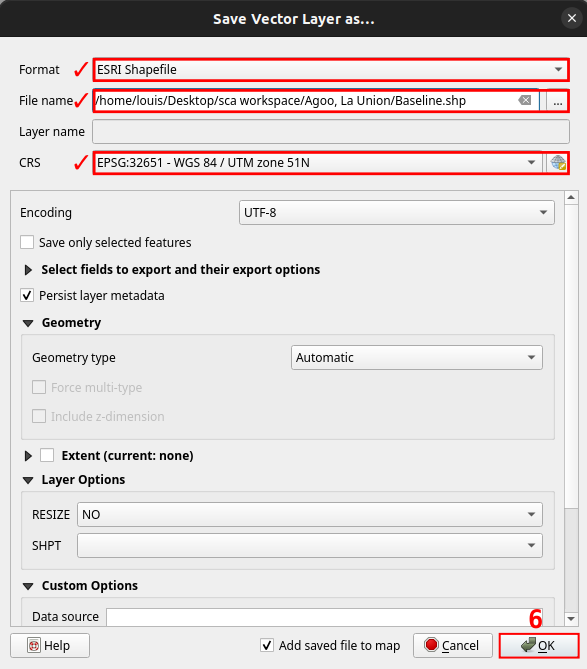 Save Vector Layer as…
Format ✓ ESRI Shapefile
File name ✓ /home/louis/Desktop/sca workspace/Agoo, La Union/Baseline.shp ...
Layer name
CRS ✓ EPSG:32651 - WGS 84 / UTM zone 51N
Encoding UTF-8
Save only selected features
Select fields to export and their export options
Persist layer metadata
Geometry
Geometry type Automatic
Force multi-type
Include z-dimension
Extent (current: none)
Layer Options
RESIZE NO
SHPT
Custom Options
Data source
6
Help Add saved file to map Cancel OK